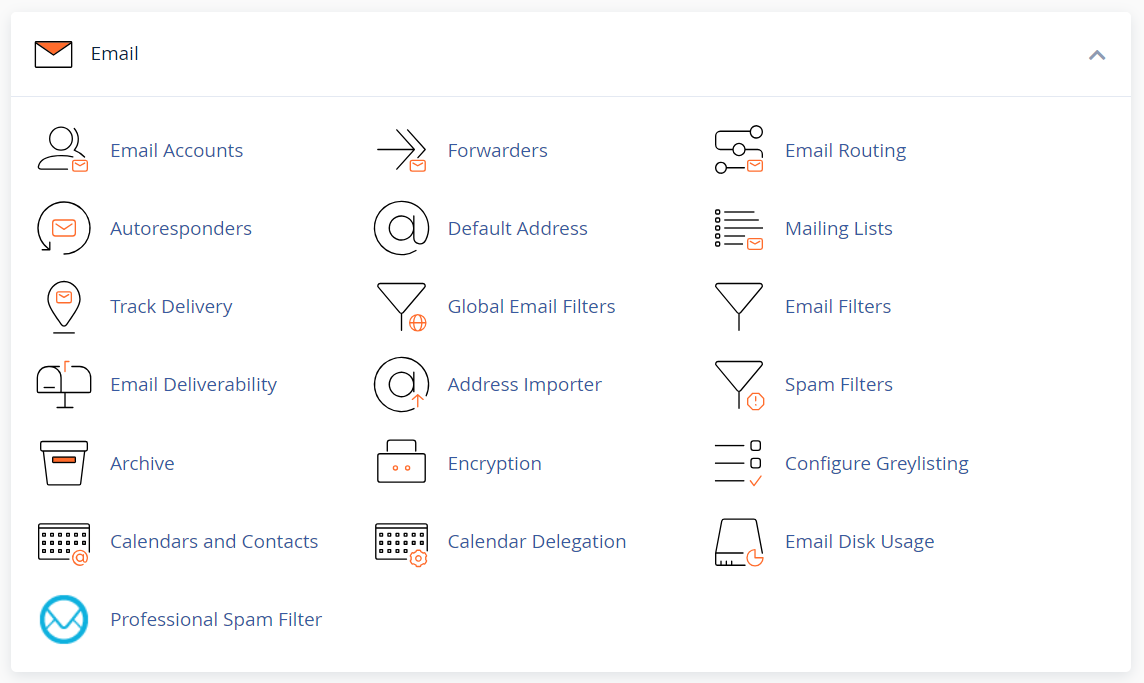 Email
Email Accounts
Forwarders
Email Routing
Autoresponders
Default Address
Mailing Lists
Track Delivery
Global Email Filters
Email Filters
Email Deliverability
Address Importer
Spam Filters
Archive
Encryption
Configure Greylisting
Calendars and Contacts
Calendar Delegation
Email Disk Usage
Professional Spam Filter